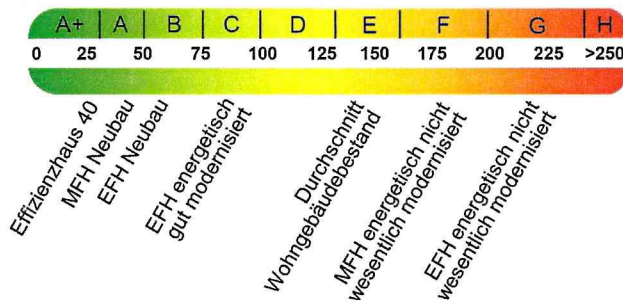 A+ A B C D E F G H
0 25 50 75 100 125 150 175 200 225 >250
Effizienzhaus 40
MFH Neubau
EFH Neubau
EFH energetisch
gut modernisiert
Durchschnitt
Wohngebäudebestand
MFH energetisch nicht
wesentlich modernisiert
EFH energetisch nicht
wesentlich modernisiert